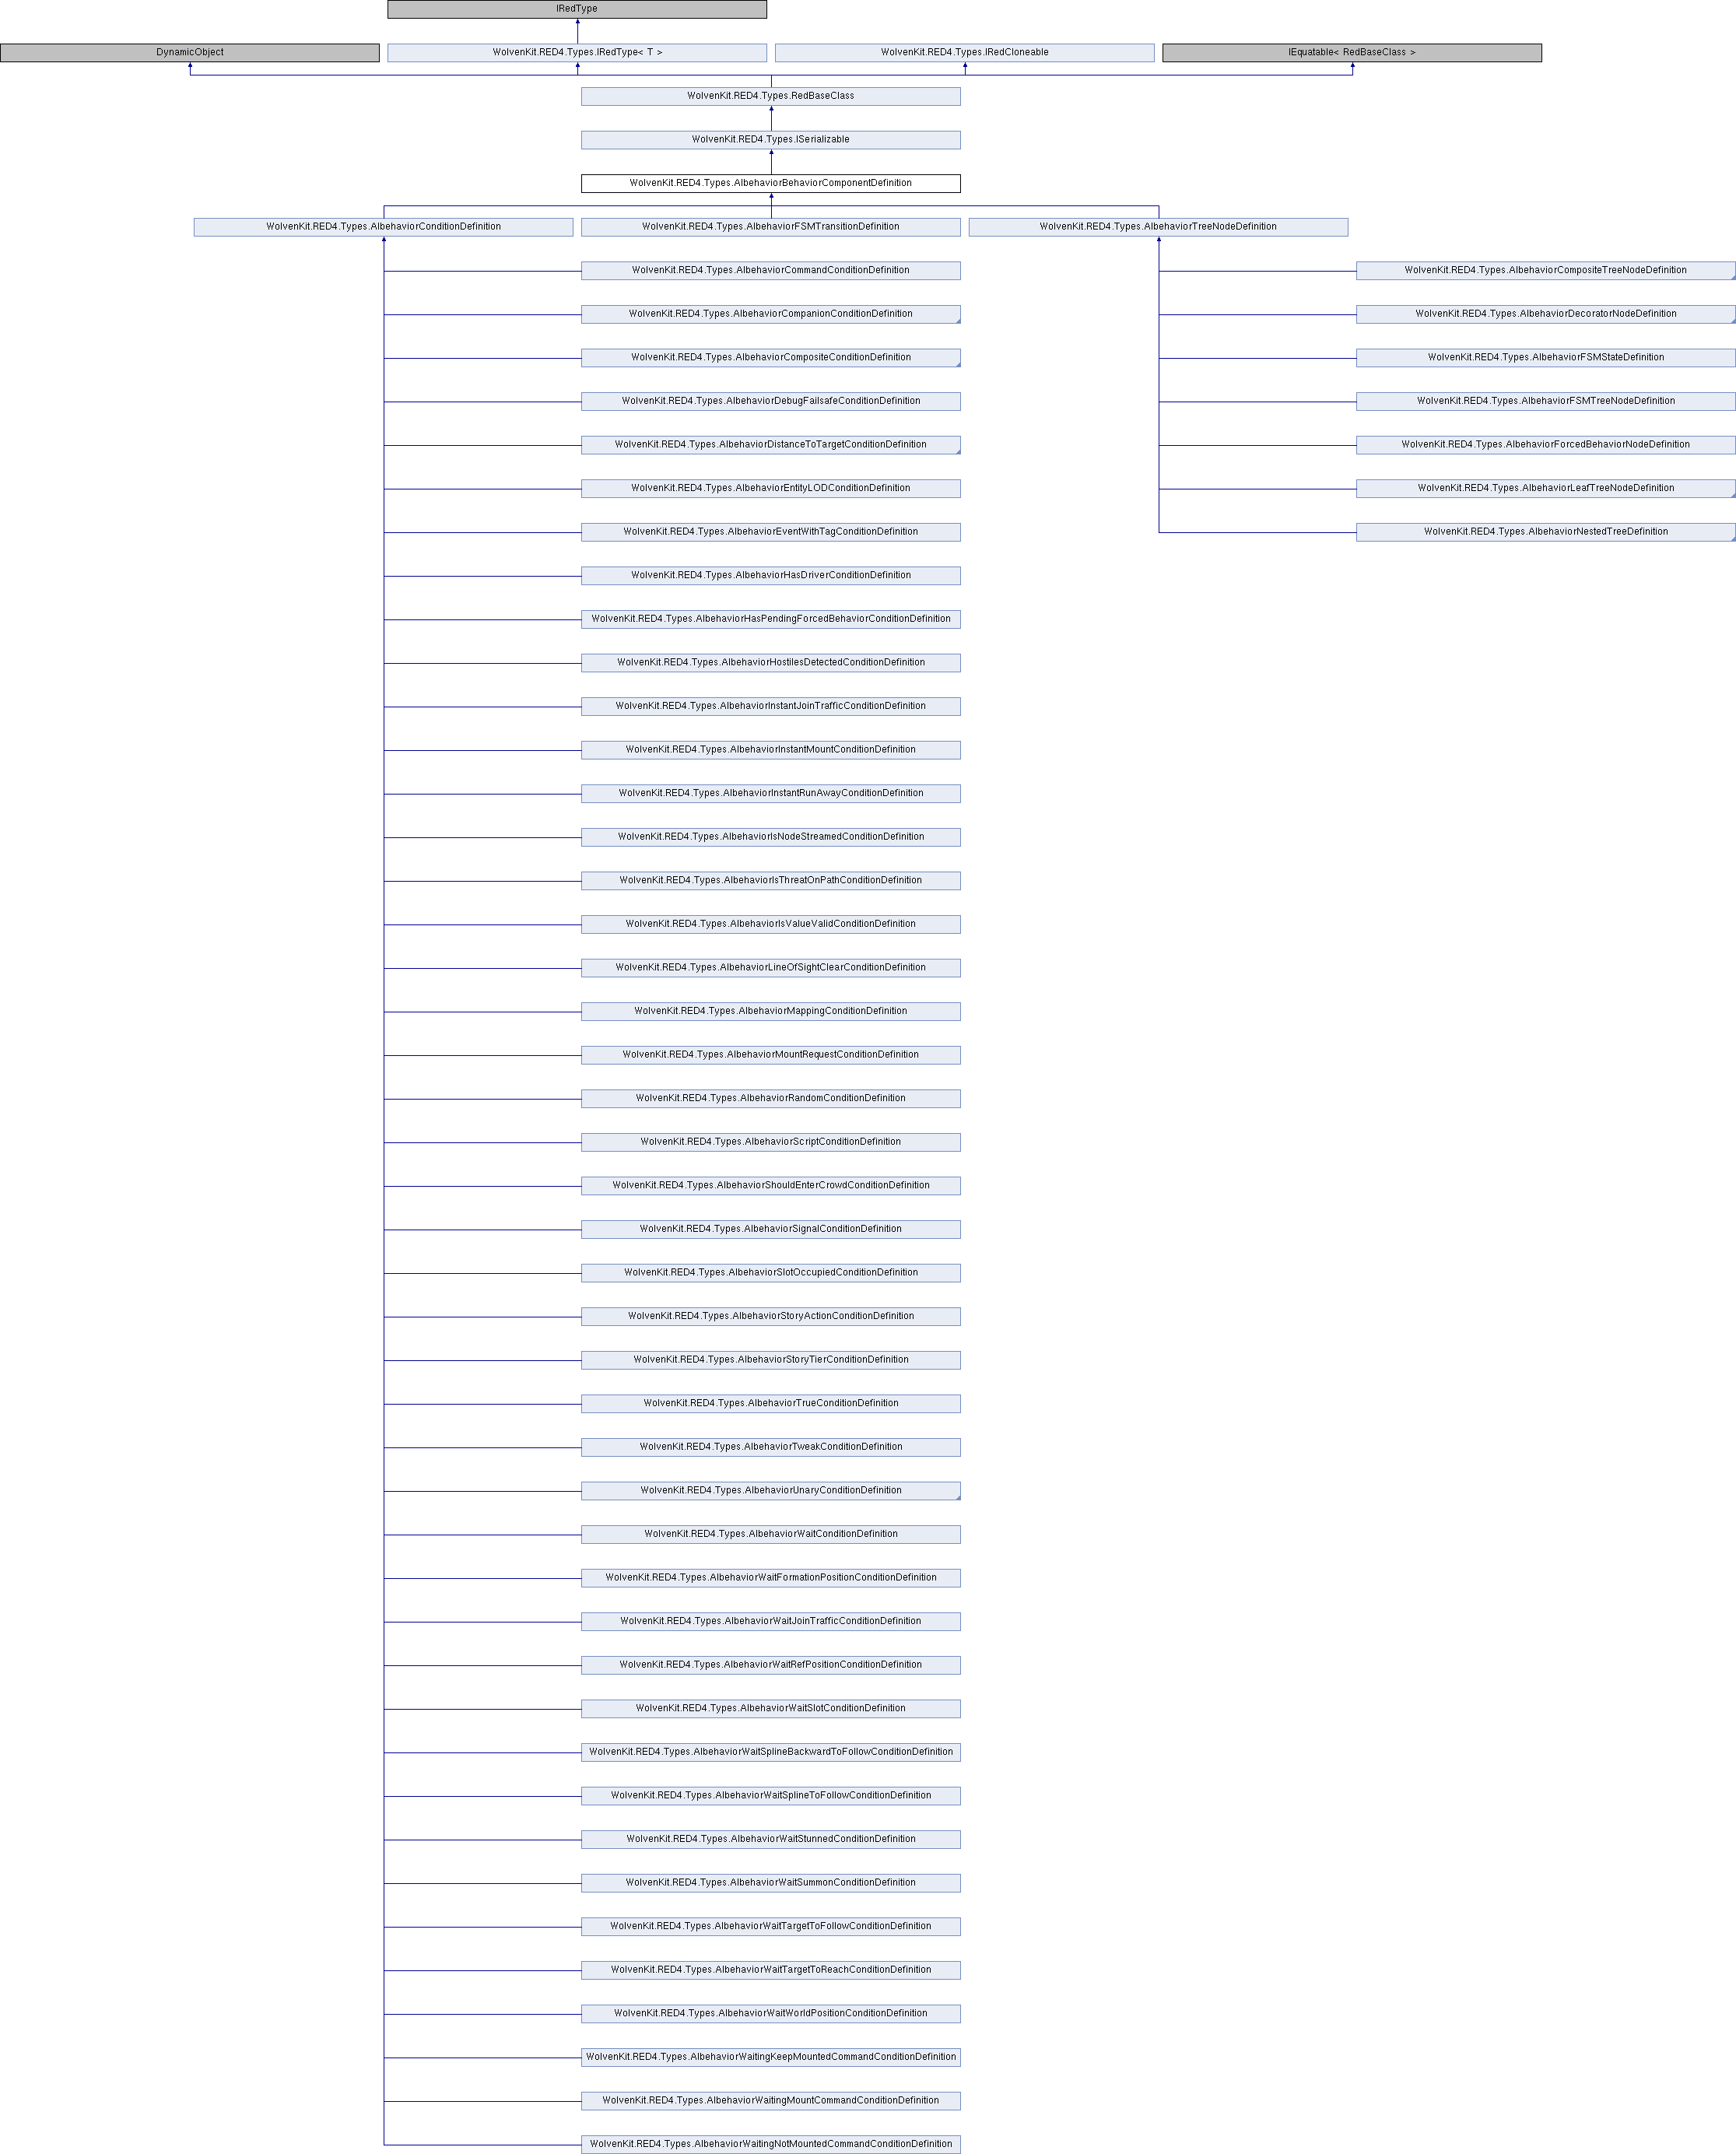 IRedType
DynamicObject
WolvenKit.RED4.Types.IRedType< T >
WolvenKit.RED4.Types.IRedCloneable
IEquatable< RedBaseClass >
WolvenKit.RED4.Types.RedBaseClass
WolvenKit.RED4.Types.ISerializable
WolvenKit.RED4.Types.AIbehaviorBehaviorComponentDefinition
WolvenKit.RED4.Types.AIbehaviorConditionDefinition
WolvenKit.RED4.Types.AIbehaviorFSMTransitionDefinition
WolvenKit.RED4.Types.AIbehaviorTreeNodeDefinition
WolvenKit.RED4.Types.AIbehaviorCommandConditionDefinition
WolvenKit.RED4.Types.AIbehaviorCompositeTreeNodeDefinition
WolvenKit.RED4.Types.AIbehaviorCompanionConditionDefinition
WolvenKit.RED4.Types.AIbehaviorDecoratorNodeDefinition
WolvenKit.RED4.Types.AIbehaviorCompositeConditionDefinition
WolvenKit.RED4.Types.AIbehaviorFSMStateDefinition
WolvenKit.RED4.Types.AIbehaviorDebugFailsafeConditionDefinition
WolvenKit.RED4.Types.AIbehaviorFSMTreeNodeDefinition
WolvenKit.RED4.Types.AIbehaviorDistanceToTargetConditionDefinition
WolvenKit.RED4.Types.AIbehaviorForcedBehaviorNodeDefinition
WolvenKit.RED4.Types.AIbehaviorEntityLODConditionDefinition
WolvenKit.RED4.Types.AIbehaviorLeafTreeNodeDefinition
WolvenKit.RED4.Types.AIbehaviorEventWithTagConditionDefinition
WolvenKit.RED4.Types.AIbehaviorNestedTreeDefinition
WolvenKit.RED4.Types.AIbehaviorHasDriverConditionDefinition
WolvenKit.RED4.Types.AIbehaviorHasPendingForcedBehaviorConditionDefinition
WolvenKit.RED4.Types.AIbehaviorHostilesDetectedConditionDefinition
WolvenKit.RED4.Types.AIbehaviorInstantJoinTrafficConditionDefinition
WolvenKit.RED4.Types.AIbehaviorInstantMountConditionDefinition
WolvenKit.RED4.Types.AIbehaviorInstantRunAwayConditionDefinition
WolvenKit.RED4.Types.AIbehaviorIsNodeStreamedConditionDefinition
WolvenKit.RED4.Types.AIbehaviorIsThreatOnPathConditionDefinition
WolvenKit.RED4.Types.AIbehaviorIsValueValidConditionDefinition
WolvenKit.RED4.Types.AIbehaviorLineOfSightClearConditionDefinition
WolvenKit.RED4.Types.AIbehaviorMappingConditionDefinition
WolvenKit.RED4.Types.AIbehaviorMountRequestConditionDefinition
WolvenKit.RED4.Types.AIbehaviorRandomConditionDefinition
WolvenKit.RED4.Types.AIbehaviorScriptConditionDefinition
WolvenKit.RED4.Types.AIbehaviorShouldEnterCrowdConditionDefinition
WolvenKit.RED4.Types.AIbehaviorSignalConditionDefinition
WolvenKit.RED4.Types.AIbehaviorSlotOccupiedConditionDefinition
WolvenKit.RED4.Types.AIbehaviorStoryActionConditionDefinition
WolvenKit.RED4.Types.AIbehaviorStoryTierConditionDefinition
WolvenKit.RED4.Types.AIbehaviorTrueConditionDefinition
WolvenKit.RED4.Types.AIbehaviorTweakConditionDefinition
WolvenKit.RED4.Types.AIbehaviorUnaryConditionDefinition
WolvenKit.RED4.Types.AIbehaviorWaitConditionDefinition
WolvenKit.RED4.Types.AIbehaviorWaitFormationPositionConditionDefinition
WolvenKit.RED4.Types.AIbehaviorWaitJoinTrafficConditionDefinition
WolvenKit.RED4.Types.AIbehaviorWaitRefPositionConditionDefinition
WolvenKit.RED4.Types.AIbehaviorWaitSlotConditionDefinition
WolvenKit.RED4.Types.AIbehaviorWaitSplineBackwardToFollowConditionDefinition
WolvenKit.RED4.Types.AIbehaviorWaitSplineToFollowConditionDefinition
WolvenKit.RED4.Types.AIbehaviorWaitStunnedConditionDefinition
WolvenKit.RED4.Types.AIbehaviorWaitSummonConditionDefinition
WolvenKit.RED4.Types.AIbehaviorWaitTargetToFollowConditionDefinition
WolvenKit.RED4.Types.AIbehaviorWaitTargetToReachConditionDefinition
WolvenKit.RED4.Types.AIbehaviorWaitWorldPositionConditionDefinition
WolvenKit.RED4.Types.AIbehaviorWaitingKeepMountedCommandConditionDefinition
WolvenKit.RED4.Types.AIbehaviorWaitingMountCommandConditionDefinition
WolvenKit.RED4.Types.AIbehaviorWaitingNotMountedCommandConditionDefinition